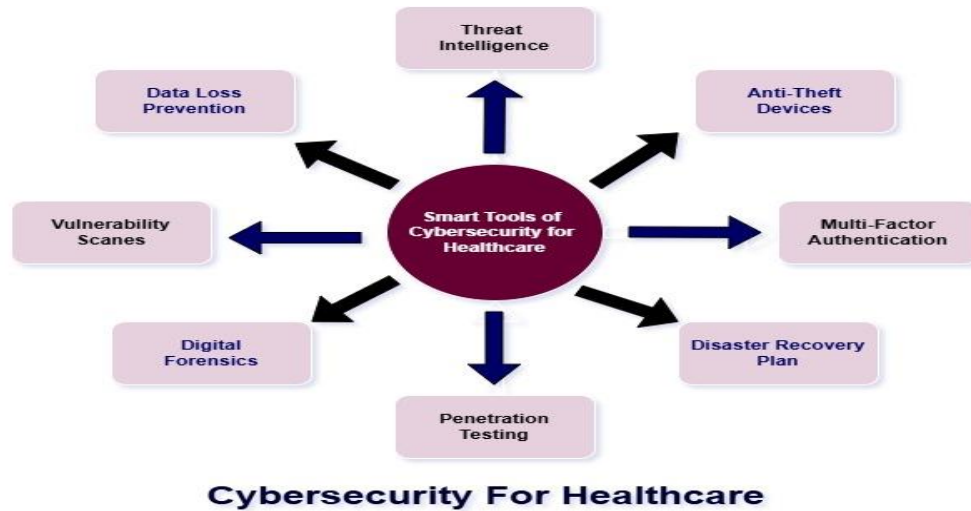 Threat
Intelligence
Data Loss
Prevention
Anti-Theft
Devices
Smart Tools of
Cybersecurity for
Healthcare
Vulnerability
Scanes
Multi-Factor
Authentication
Digital
Forensics
Disaster Recovery
Plan
Penetration
Testing
Cybersecurity For Healthcare